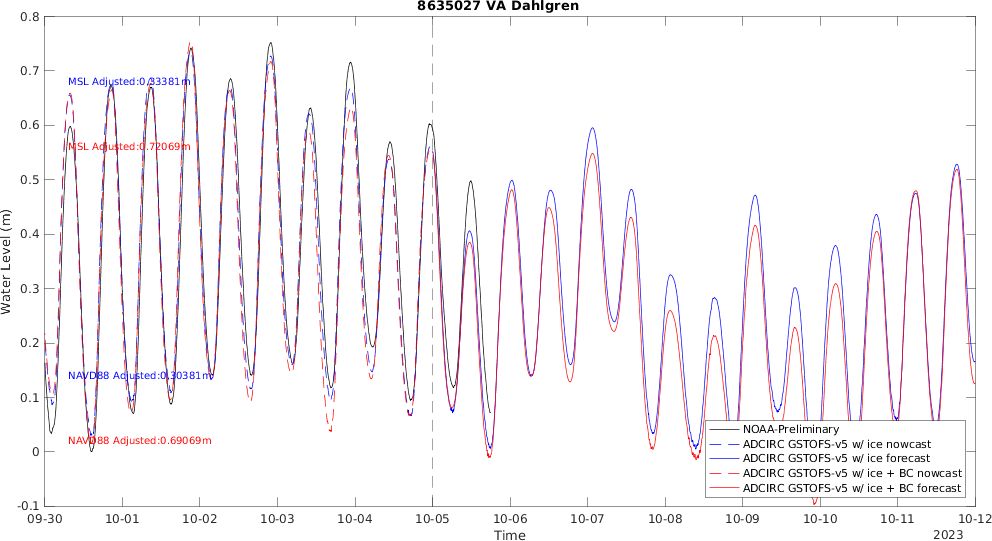 8635027 VA Dahlgren
0.8
0.7
0.6
0.5
0.4
0.3
0.2
0.1
0
-0.1
Water Level (m)
MSL Adjusted:0.33381m
MSL Adjusted:0.72069m
NAVD88 Adjusted:0.30381m
NAVD88 Adjusted:0.69069m
NOAA-Preliminary
ADCIRC GSTOFS-v5 w/ ice nowcast
ADCIRC GSTOFS-v5 w/ ice forecast
ADCIRC GSTOFS-v5 w/ ice + BC nowcast
ADCIRC GSTOFS-v5 w/ ice + BC forecast
09-30 10-01 10-02 10-03 10-04 10-05 10-06 10-07 10-08 10-09 10-10 10-11 10-12
Time
2023